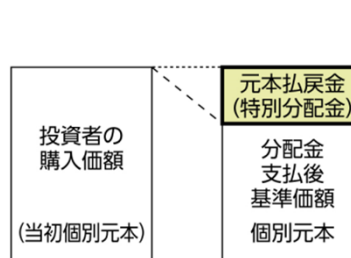 投資者の
購入価額
(当初個別元本)
元本払戻金
(特別分配金)
分配金
支払後
基準価額
個別元本